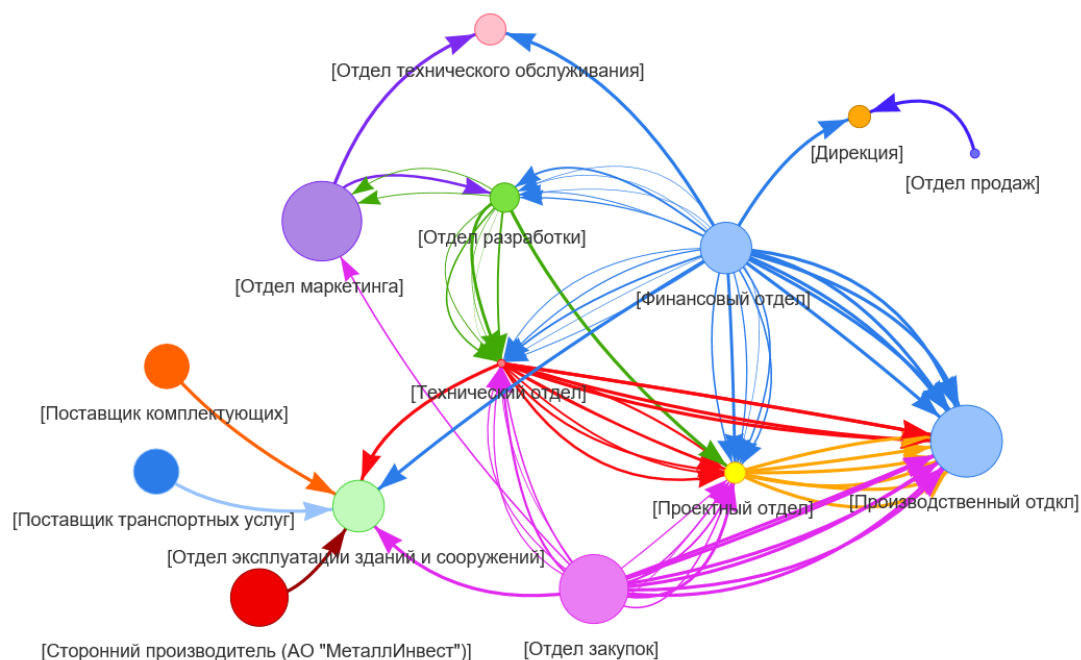 [Отдел технического обслуживания]
[Дирекция]
[Отдел продаж]
[Отдел разработки]
[Отдел маркетинга]
[Финансовый отдел]
[Технический отдел]
[Поставщик комплектующих]
[Проектный отдел]
[Производственный отдкл]
[Поставщик транспортных услуг]
[Отдел эксплуатации зданий и сооружений]
[Сторонний производитель (АО "МеталлИнвест")]
[Отдел закупок]